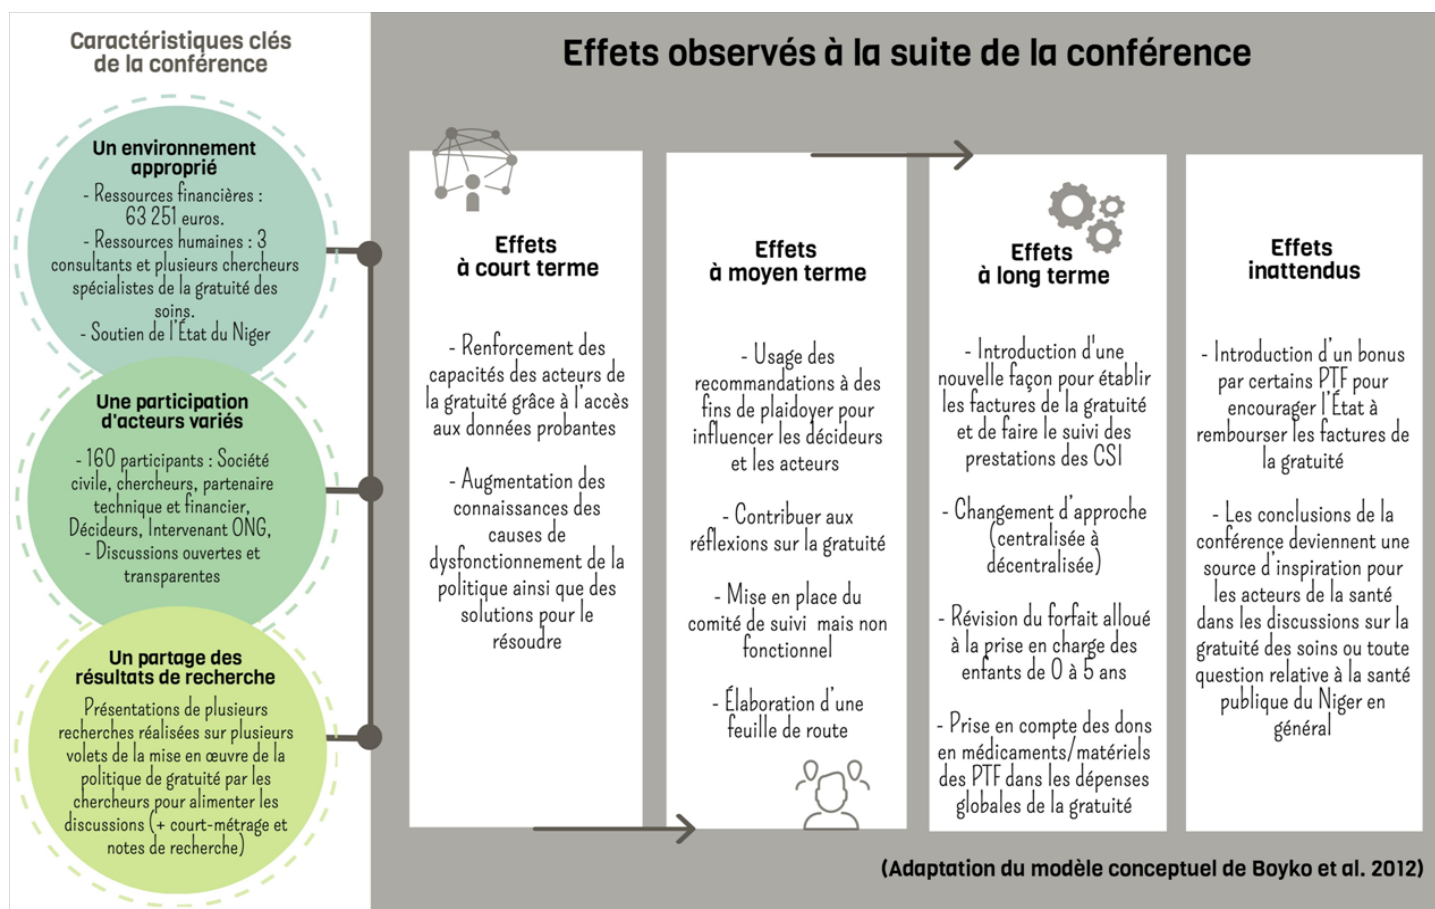 Caractéristiques clés
de la conférence
Un environnement
approprié
- Ressources financières :
63 251 euros.
- Ressources humaines : 3
consultants et plusieurs chercheurs
spécialistes de la gratuité des
soins.
- Soutien de l'État du Niger
Une participation
d'acteurs variés
- 160 participants : Société
civile, chercheurs, partenaire
technique et financier,
Décideurs, Intervenant ONG,
- Discussions ouvertes et
transparentes
Un partage des
résultats de recherche
Présentations de plusieurs
recherches réalisées sur plusieurs
volets de la mise en œuvre de la
politique de gratuité par les
chercheurs pour alimenter les
discussions (+ court-métrage et
notes de recherche)
Effets observés à la suite de la conférence
Effets
à court terme
- Renforcement des
capacités des acteurs de
la gratuité grâce à l'accès
aux données probantes
- Augmentation des
connaissances des
causes de
dysfonctionnement de la
politique ainsi que des
solutions pour le
résoudre
Effets
à moyen terme
- Usage des
recommandations à des
fins de plaidoyer pour
influencer les décideurs
et les acteurs
- Contribuer aux
réflexions sur la gratuité
- Mise en place du
comité de suivi mais non
fonctionnel
- Élaboration d'une
feuille de route
Effets
à long terme
- Introduction d'une
nouvelle façon pour établir
les factures de la gratuité
et de faire le suivi des
prestations des CSI
- Changement d'approche
(centralisée à
décentralisée)
- Révision du forfait alloué
à la prise en charge des
enfants de 0 à 5 ans
- Prise en compte des dons
en médicaments/matériels
des PTF dans les dépenses
globales de la gratuité
Effets
inattendus
- Introduction d'un bonus
par certains PTF pour
encourager l'État à
rembourser les factures de
la gratuité
- Les conclusions de la
conférence deviennent une
source d'inspiration pour
les acteurs de la santé
dans les discussions sur la
gratuité des soins ou toute
question relative à la santé
publique du Niger en
général
(Adaptation du modèle conceptuel de Boyko et al. 2012)